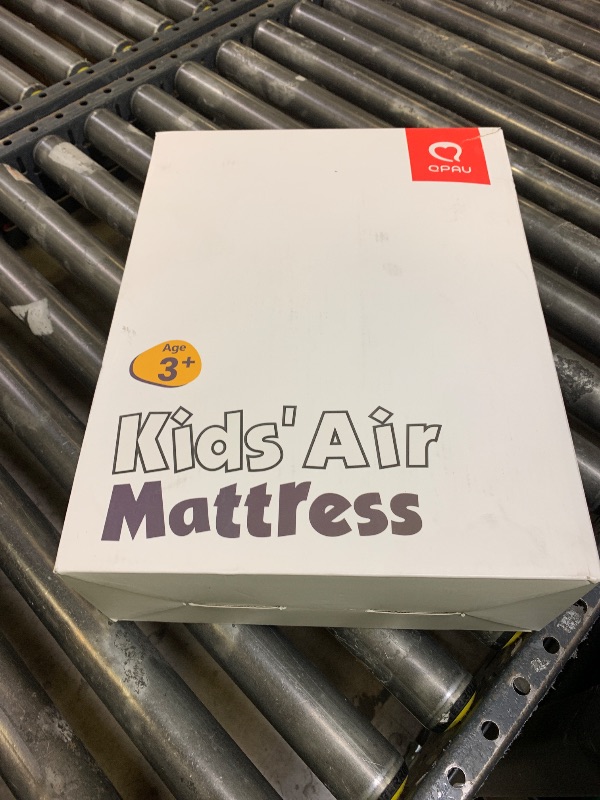 QPAU
Age
3+
Kids' Air
Mattress